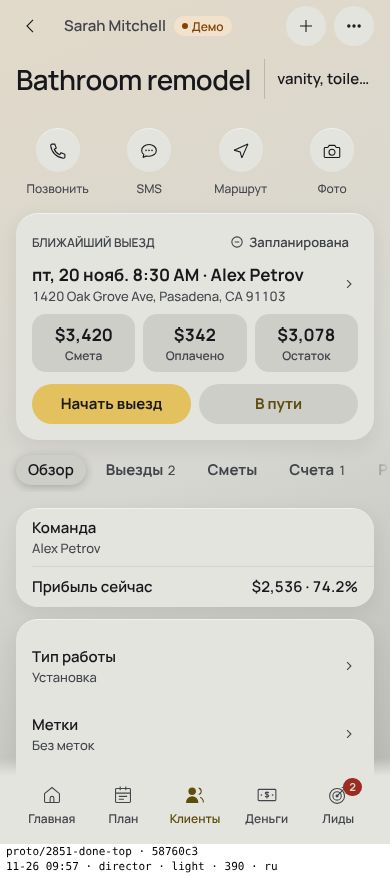 Sarah Mitchell
Демо
Bathroom remodel
vanity, toile…
Позвонить
SMS
Маршрут
Фото
БЛИЖАЙШИЙ ВЫЕЗД
Запланирована
пт, 20 нояб. 8:30 AM · Alex Petrov
1420 Oak Grove Ave, Pasadena, CA 91103
$3,420
Смета
$342
Оплачено
$3,078
Остаток
Начать выезд
В пути
Обзор
Выезды 2
Сметы
Счета 1
Команда
Alex Petrov
Прибыль сейчас
$2,536 · 74.2%
Тип работы
Установка
Метки
Без меток
Главная
План
Клиенты
Деньги
2
Лиды
proto/2851-done-top · 58760c3
11-26 09:57 · director · light · 390 · ru